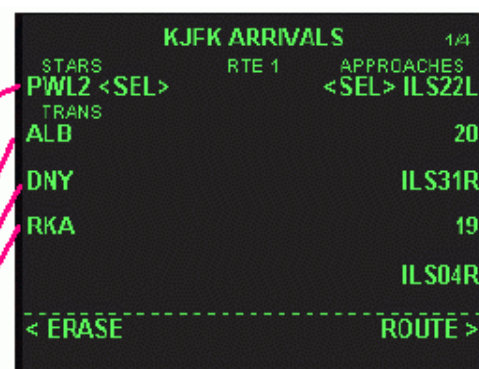 KJFK ARRIVALS 1/4
STARS RTE 1 APPROACHES
PWL2 <SEL> <SEL> ILS22L
TRANS
ALB 20
DNY ILS31R
RKA 19
ILS04R
< ERASE ROUTE >